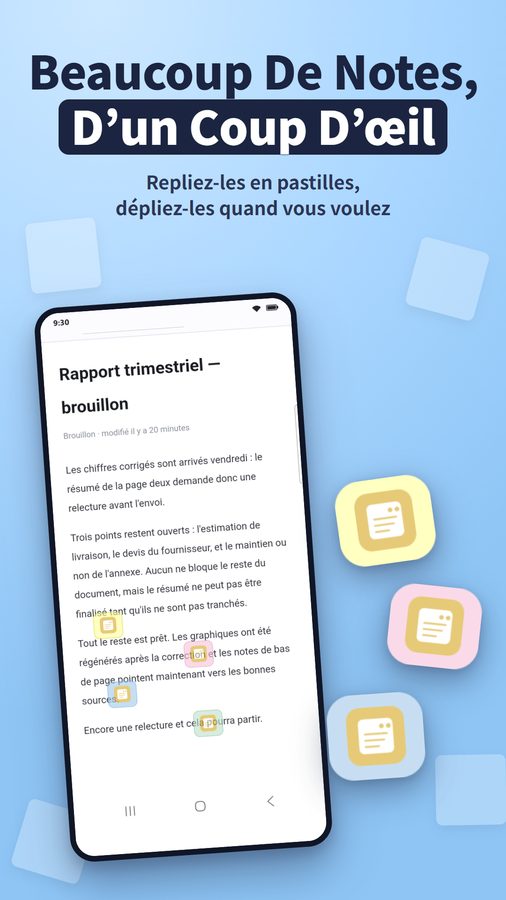 Beaucoup De Notes,
D’un Coup D’œil
Repliez-les en pastilles,
dépliez-les quand vous voulez
9:30
Rapport trimestriel —
brouillon
Brouillon · modifié il y a 20 minutes
Les chiffres corrigés sont arrivés vendredi : le
résumé de la page deux demande donc une
relecture avant l'envoi.
Trois points restent ouverts : l'estimation de
livraison, le devis du fournisseur, et le maintien ou
non de l'annexe. Aucun ne bloque le reste du
document, mais le résumé ne peut pas être
finalisé tant qu'ils ne sont pas tranchés.
Tout le reste est prêt. Les graphiques ont été
régénérés après la correction et les notes de bas
de page pointent maintenant vers les bonnes
sources.
Encore une relecture et cela pourra partir.